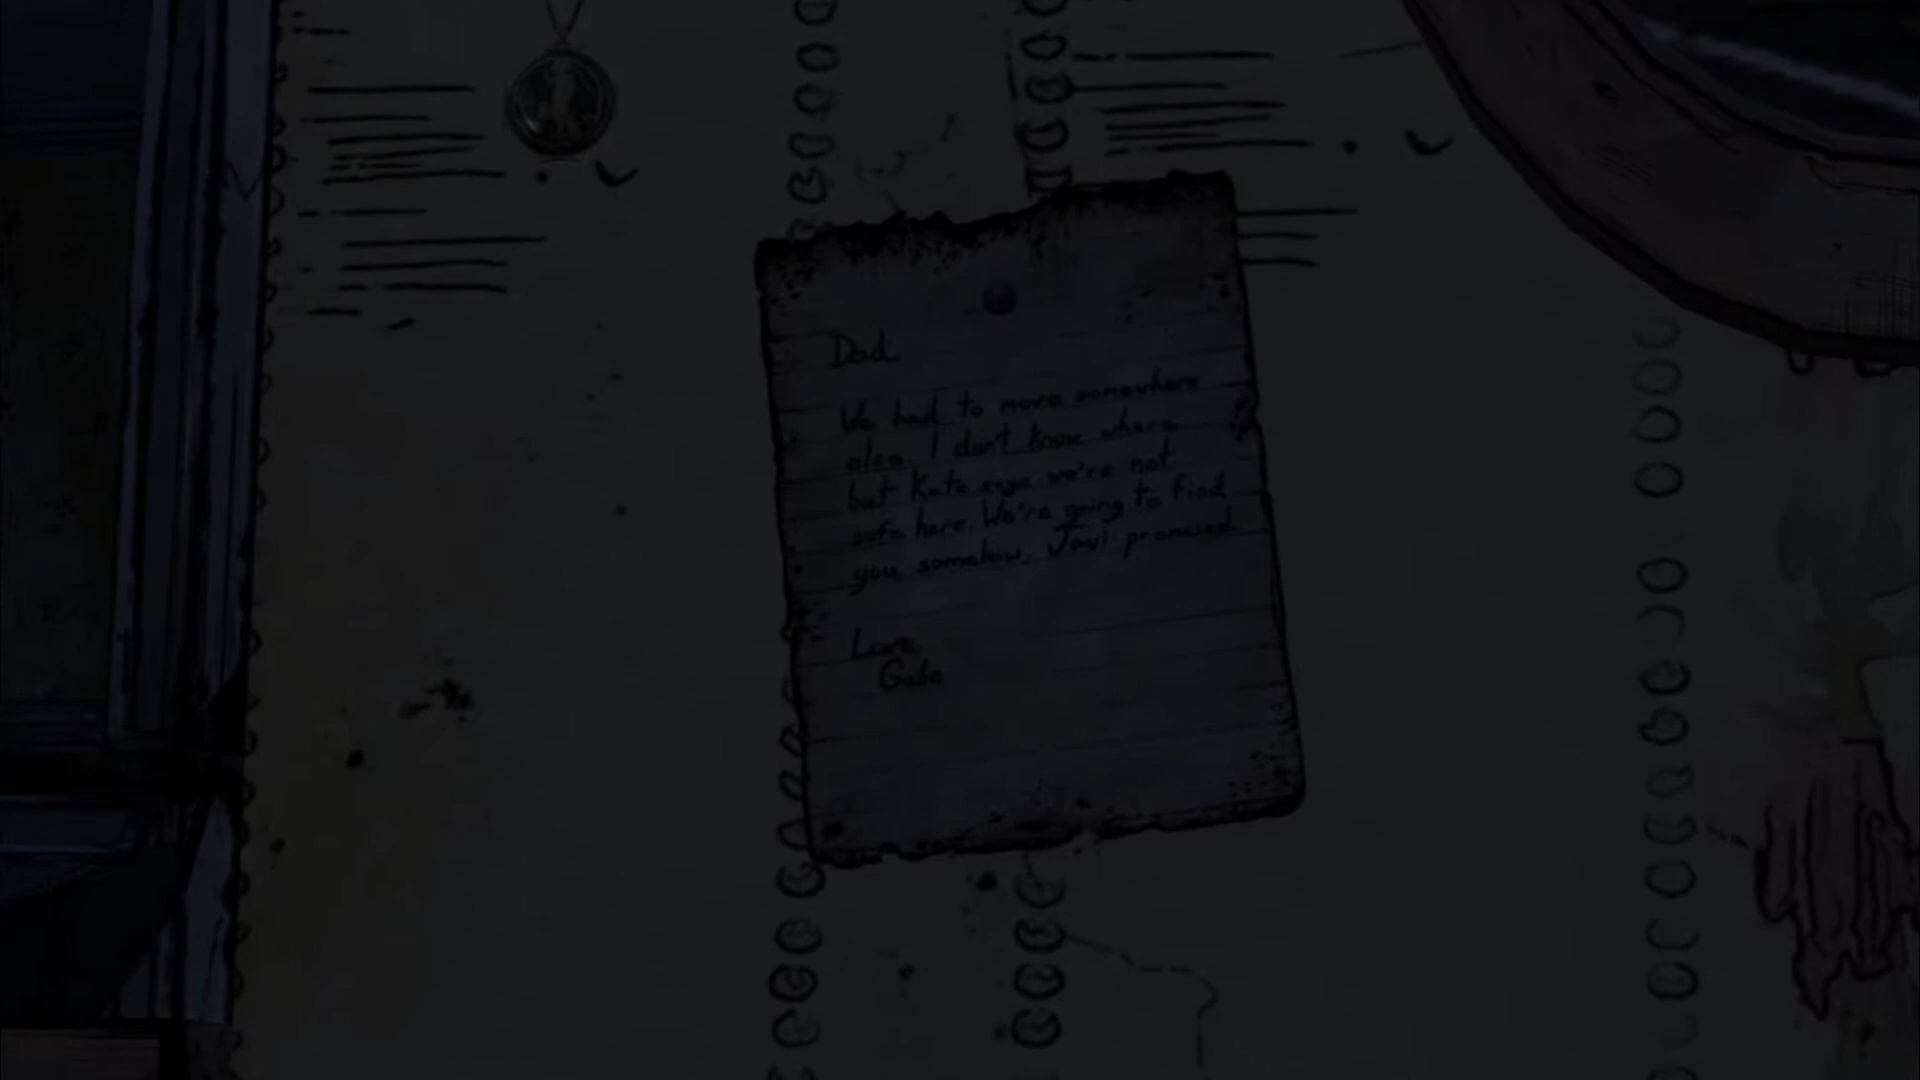 Dad
We had to move somewhere
else. I don't know where
but Kate says we're not
safe here. We're going to find
you somehow, Javi promised
Love
Gabe